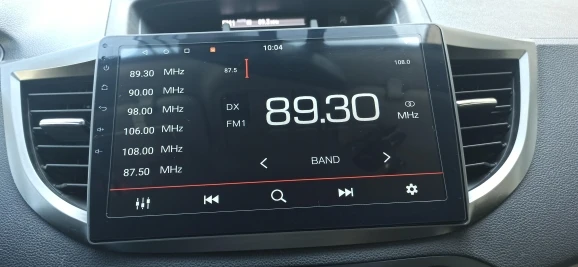 10:04
89.30 MHz
90.00 MHz
98.00 MHz
106.00 MHz
108.00 MHz
87.50 MHz
87.5
108.0
DX
FM1
89.30
MHz
BAND